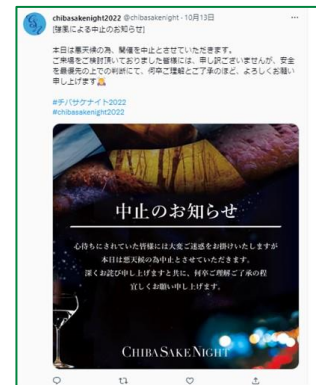 chibasakenight2022 @chibasakenight・10月13日
[強風による中止のお知らせ]
本日は悪天候の為、開催を中止とさせていただきます。
ご来場をご検討頂いておりました皆様には、申し訳ございませんが、安全
を最優先の上での判断にて、何卒ご理解とご了承のほど、よろしくお願い
申し上げます🙇
#チバサケナイト2022
#chibasakenight2022
中止のお知らせ
心待ちにされていた皆様には大変ご迷惑をお掛けいたしますが
本日は悪天候の為中止とさせていただきます。
深くお詫び申し上げますと共に、何卒ご理解ご了承の程
宜しくお願い申し上げます。
CHIBA SAKE NIGHT